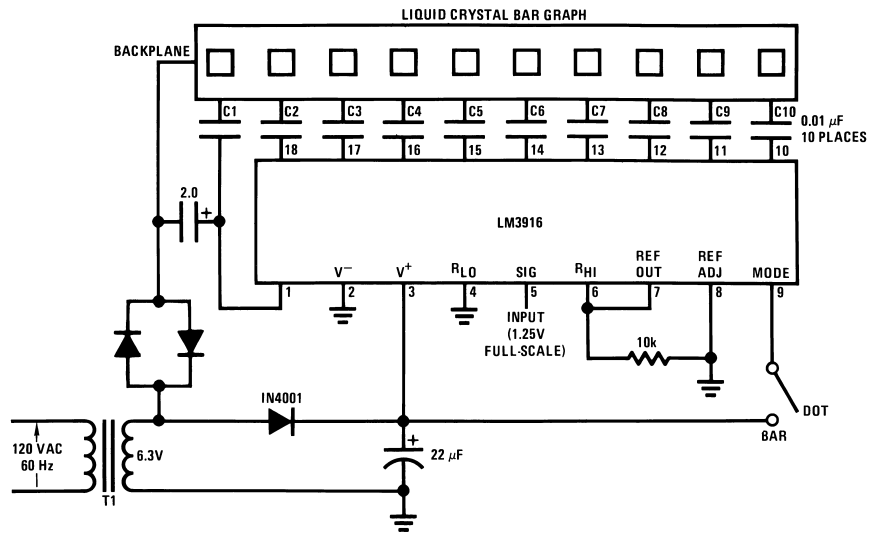 LIQUID CRYSTAL BAR GRAPH
BACKPLANE
C1 C2 C3 C4 C5 C6 C7 C8 C9 C10
0.01 μF
10 PLACES
18 17 16 15 14 13 12 11 10
2.0
+
LM3916
V− V+ RLO SIG RHI REF OUT REF ADJ MODE
1 2 3 4 5 6 7 8 9
INPUT
(1.25V
FULL-SCALE)
10k
DOT
BAR
IN4001
120 VAC
60 Hz
6.3V
T1
+
22 μF